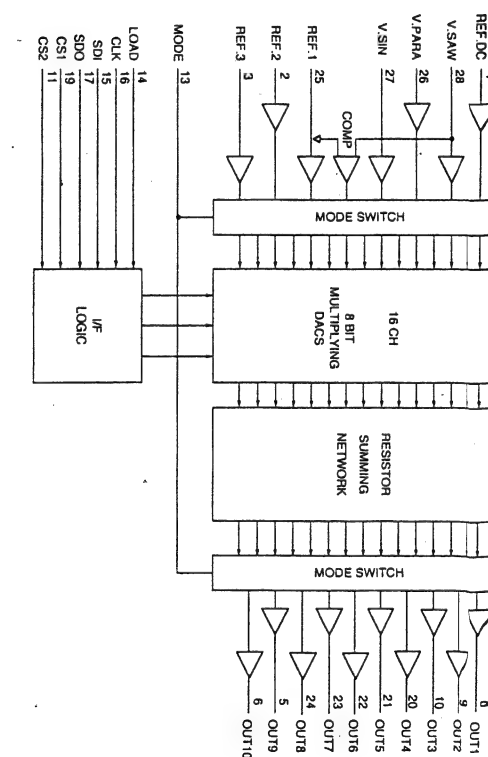 REF.DC
V.SAW 28
V.PARA 26
V.SIN 27
COMP
REF.1 25
REF.2 2
REF.3 3
MODE 13
LOAD 14
CLK 16
SDI 15
SDO 17
CS1 19
CS2 11
MODE SWITCH
16 CH
8 BIT
MULTIPLYING
DACS
I/F
LOGIC
RESISTOR
SUMMING
NETWORK
MODE SWITCH
8 OUT1
9 OUT2
10 OUT3
20 OUT4
21 OUT5
22 OUT6
23 OUT7
24 OUT8
5 OUT9
6 OUT10